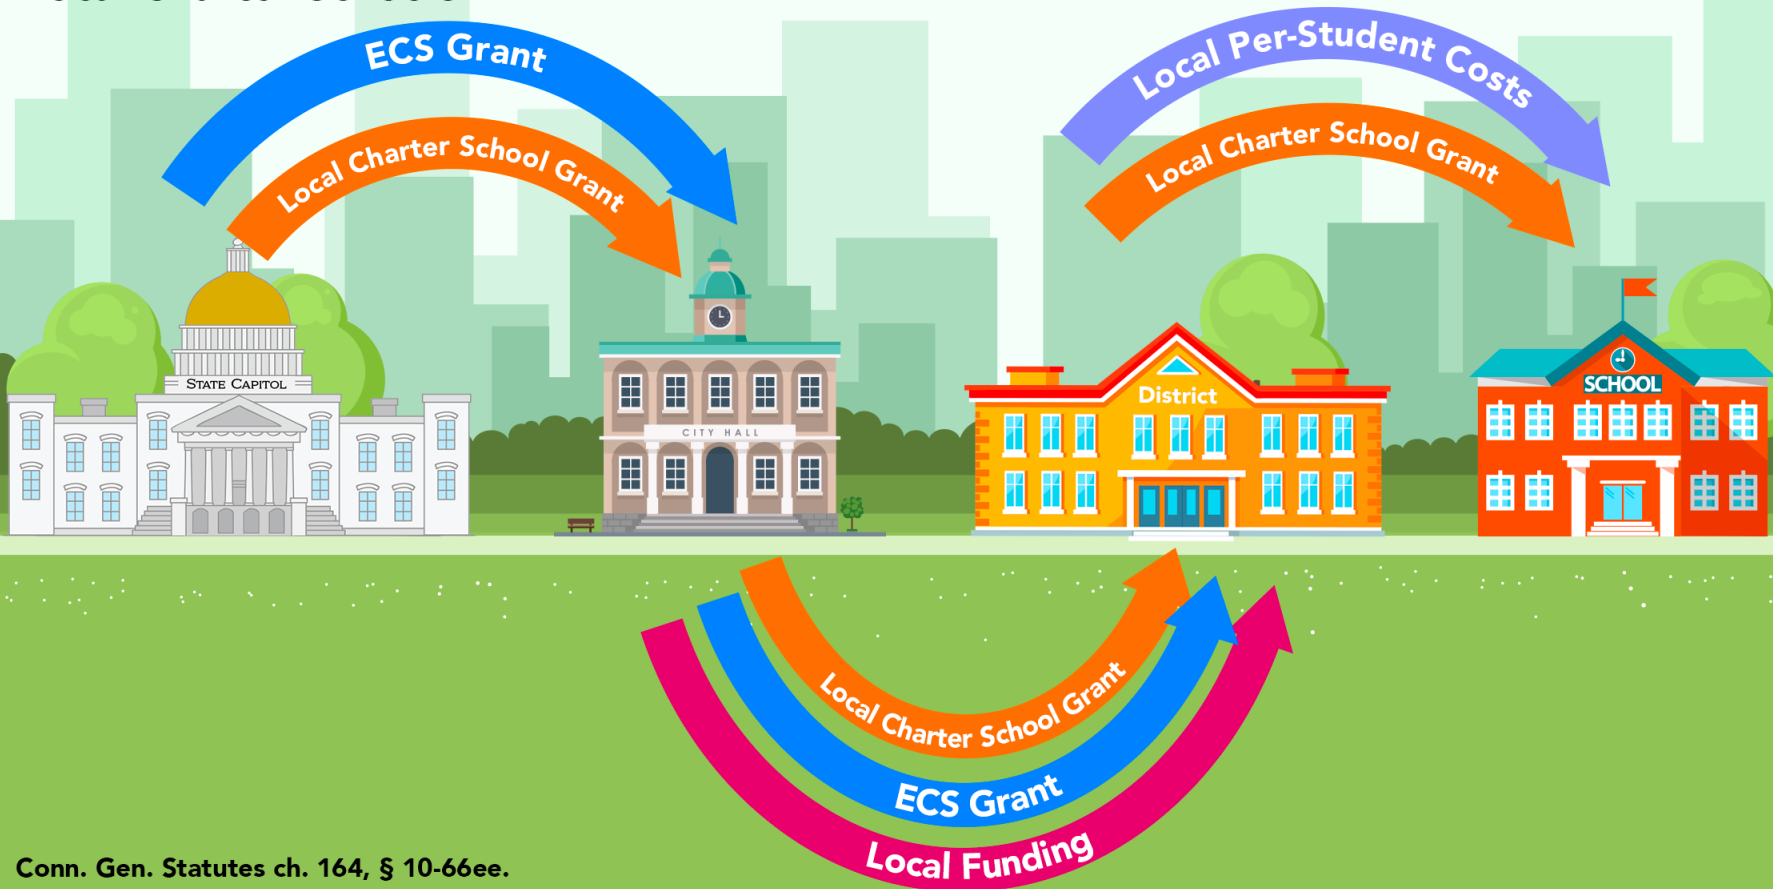 ECS Grant
Local Charter School Grant
Local Per-Student Costs
Local Charter School Grant
STATE CAPITOL
CITY HALL
District
SCHOOL
Local Charter School Grant
ECS Grant
Local Funding
Conn. Gen. Statutes ch. 164, § 10-66ee.